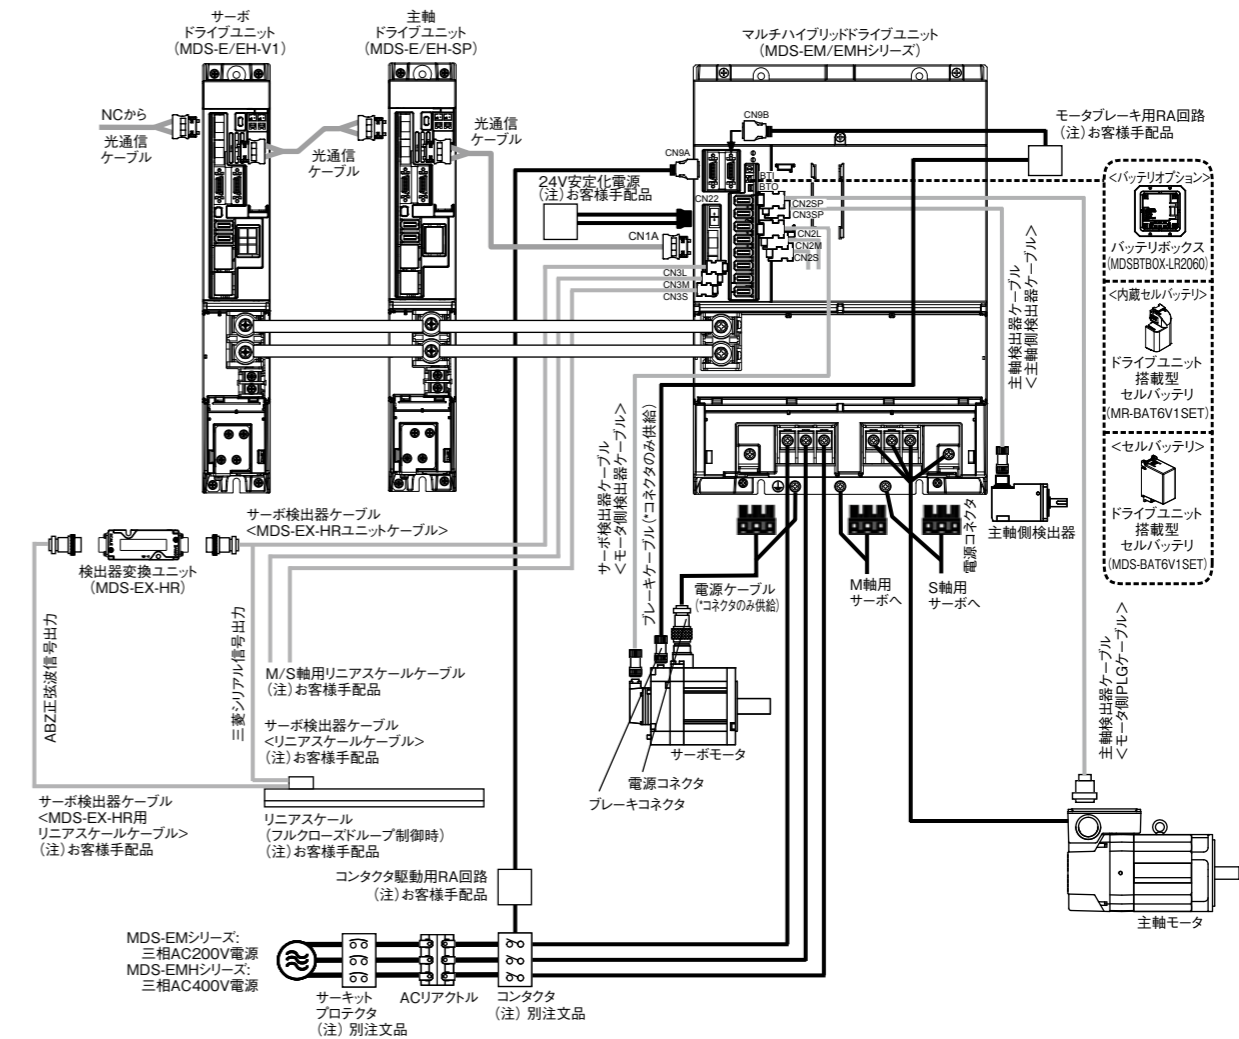 サーボ
ドライブユニット
(MDS-E/EH-V1)
主軸
ドライブユニット
(MDS-E/EH-SP)
マルチハイブリッドドライブユニット
(MDS-EM/EMHシリーズ)
NCから
光通信
ケーブル
光通信
ケーブル
光通信
ケーブル
CN9B
CN9A
モータブレーキ用RA回路
(注)お客様手配品
24V安定化電源
(注)お客様手配品
BTI
BTO
CN22
CN2SP
CN3SP
CN1A
CN2L
CN2M
CN2S
CN3L
CN3M
CN3S
<バッテリオプション>
バッテリボックス
(MDSBTBOX-LR2060)
<内蔵セルバッテリ>
ドライブユニット
搭載型
セルバッテリ
(MR-BAT6V1SET)
<セルバッテリ>
ドライブユニット
搭載型
セルバッテリ
(MDS-BAT6V1SET)
主軸検出器ケーブル
<主軸側検出器ケーブル>
サーボ検出器ケーブル
<モータ側検出器ケーブル>
ブレーキケーブル(*コネクタのみ供給)
サーボ検出器ケーブル
<MDS-EX-HRユニットケーブル>
検出器変換ユニット
(MDS-EX-HR)
電源コネクタ
主軸側検出器
電源ケーブル
(*コネクタのみ供給)
M軸用
サーボへ
S軸用
サーボへ
ABZ正弦波信号出力
三菱シリアル信号出力
M/S軸用リニアスケールケーブル
(注)お客様手配品
サーボ検出器ケーブル
<リニアスケールケーブル>
(注)お客様手配品
主軸検出器ケーブル
<モータ側PLGケーブル>
サーボモータ
電源コネクタ
ブレーキコネクタ
サーボ検出器ケーブル
<MDS-EX-HR用
リニアスケールケーブル>
(注)お客様手配品
リニアスケール
(フルクローズドループ制御時)
(注)お客様手配品
コンタクタ駆動用RA回路
(注)お客様手配品
主軸モータ
MDS-EMシリーズ:
三相AC200V電源
MDS-EMHシリーズ:
三相AC400V電源
サーキット
プロテクタ
(注) 別注文品
ACリアクトル
コンタクタ
(注) 別注文品